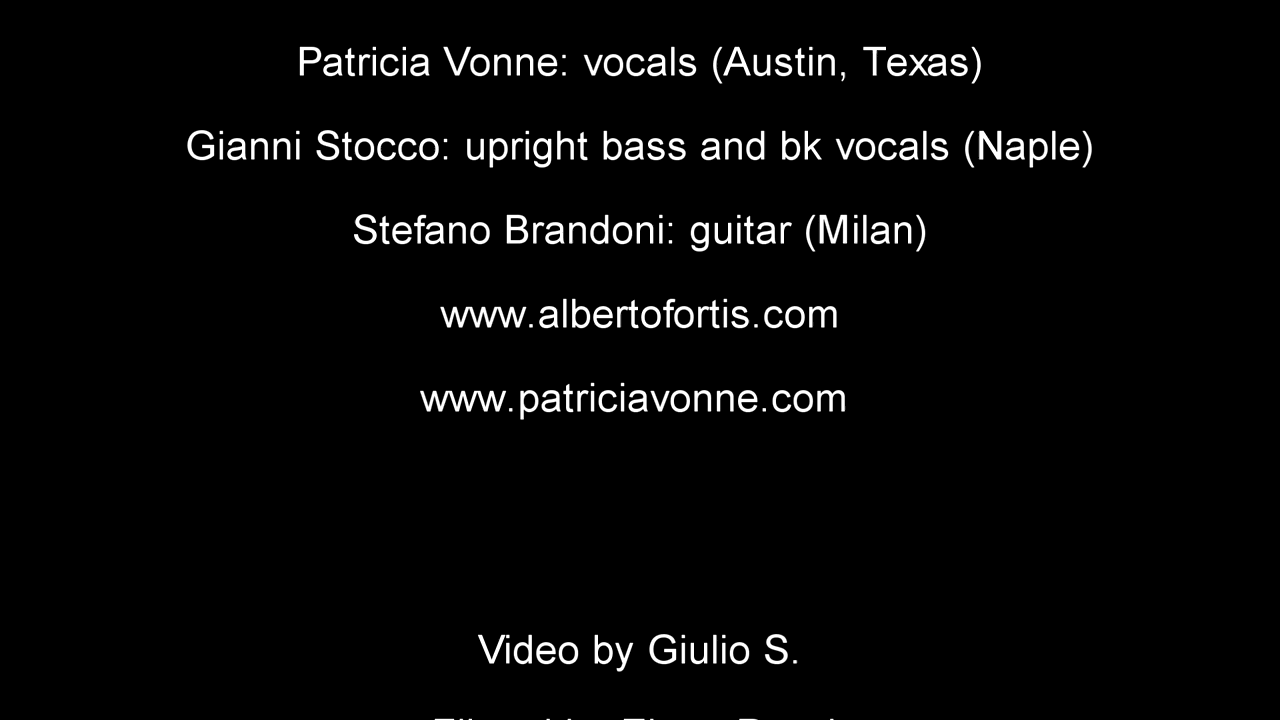 Patricia Vonne: vocals (Austin, Texas)
Gianni Stocco: upright bass and bk vocals (Naple)
Stefano Brandoni: guitar (Milan)
www.albertofortis.com
www.patriciavonne.com
Video by Giulio S.